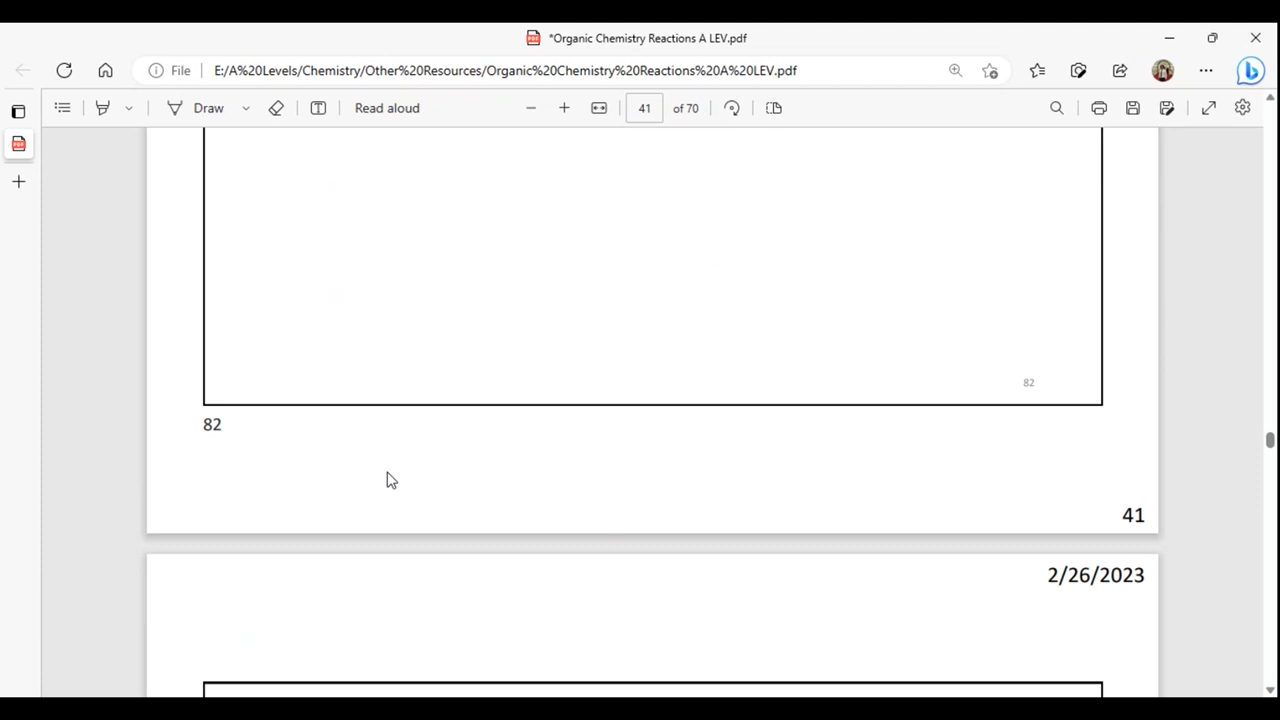 *Organic Chemistry Reactions A LEV.pdf
File E:/A%20Levels/Chemistry/Other%20Resources/Organic%20Chemistry%20Reactions%20A%20LEV.pdf
Draw Read aloud 41 of 70
82
82
41
2/26/2023